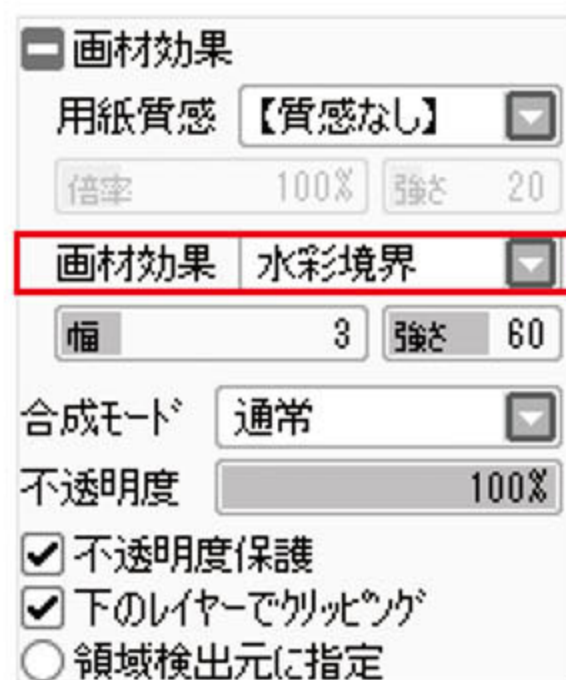 画材効果
用紙質感 【質感なし】
倍率 100% 強さ 20
画材効果 水彩境界
幅 3 強さ 60
合成モード 通常
不透明度 100%
不透明度保護
下のレイヤーでクリッピング
領域検出元に指定